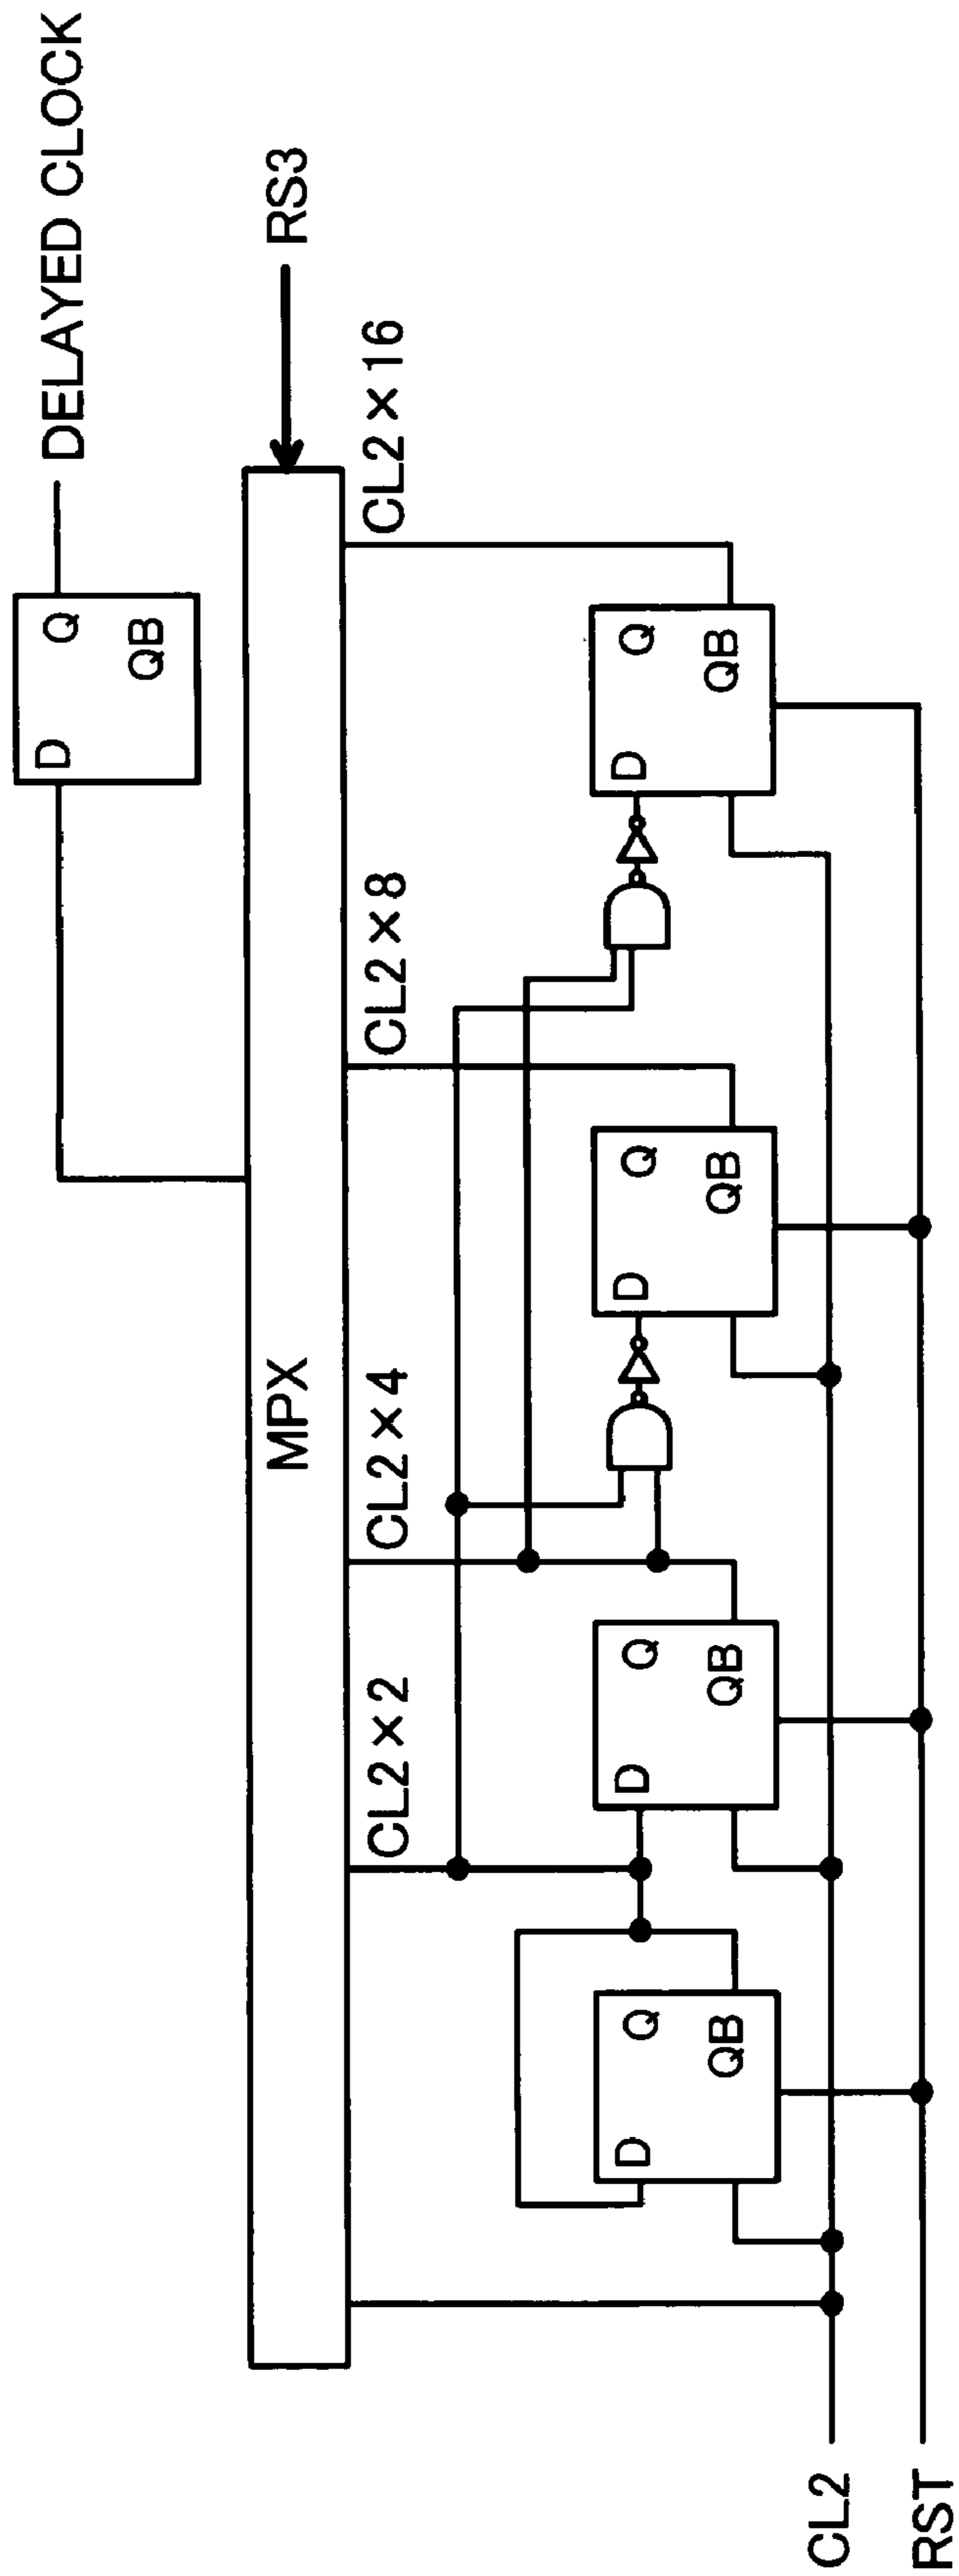 DELAYED CLOCK
D Q
QB
RS3
MPX
CL2×2
CL2×4
CL2×8
CL2×16
D Q
QB
D Q
QB
D Q
QB
D Q
QB
CL2
RST